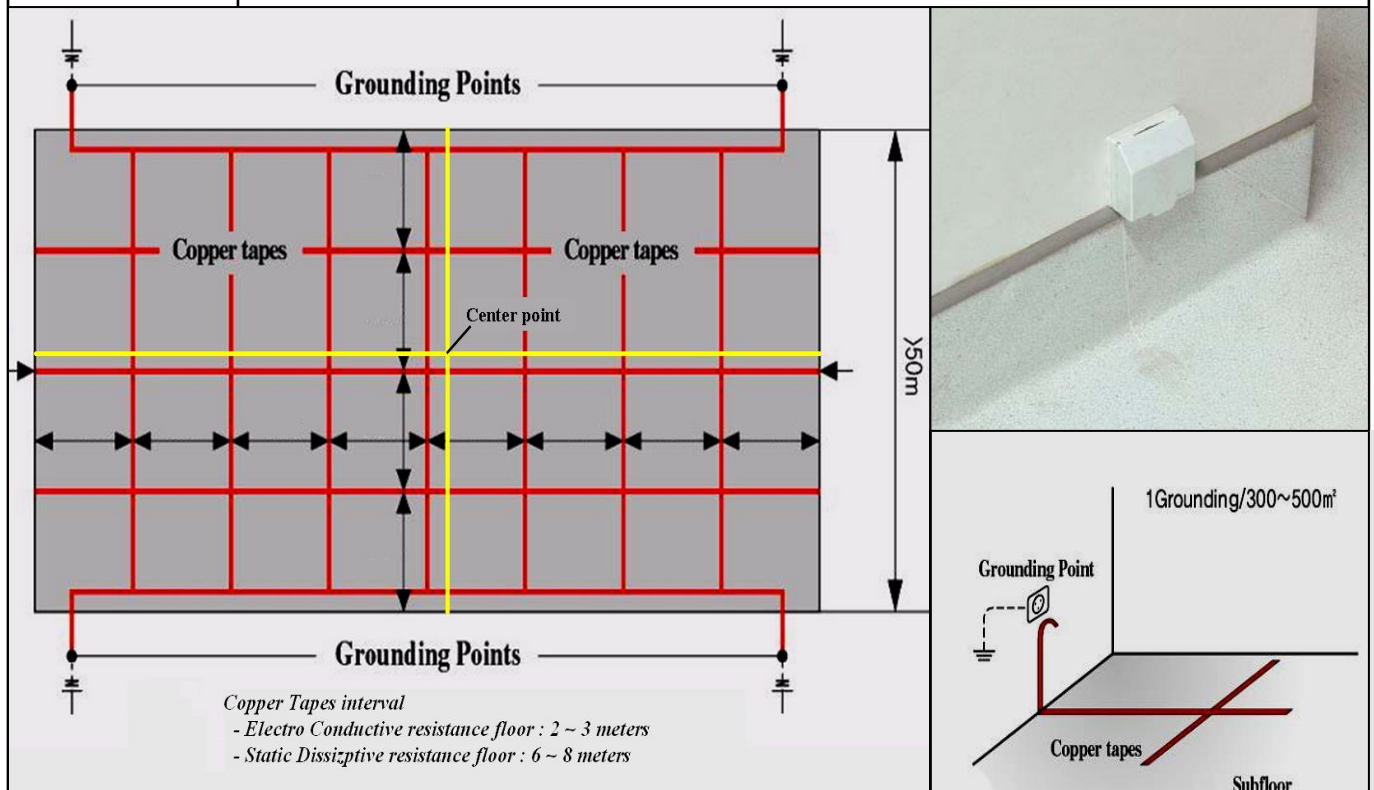 Grounding Points
Copper tapes
Copper tapes
Center point
>50m
Grounding Points
Copper Tapes interval
- Electro Conductive resistance floor : 2 ~ 3 meters
- Static Dissizptive resistance floor : 6 ~ 8 meters
1Grounding/300~500㎡
Grounding Point
Copper tapes
Subfloor